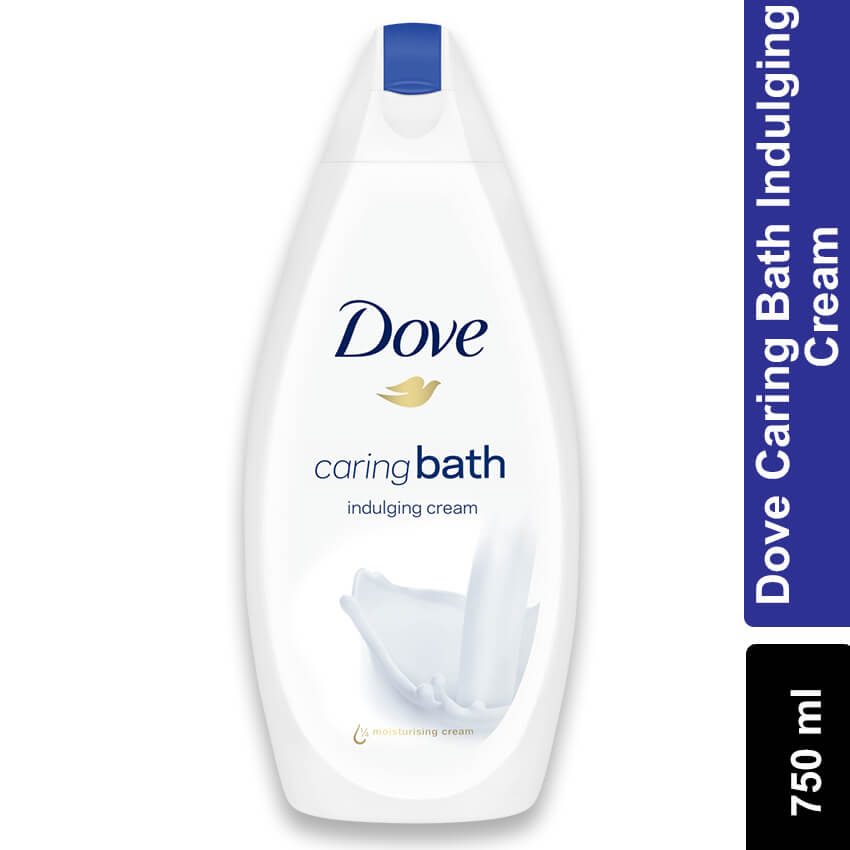 Dove
caring bath
indulging cream
¼ moisturising cream
Dove Caring Bath Indulging
Cream
750 ml